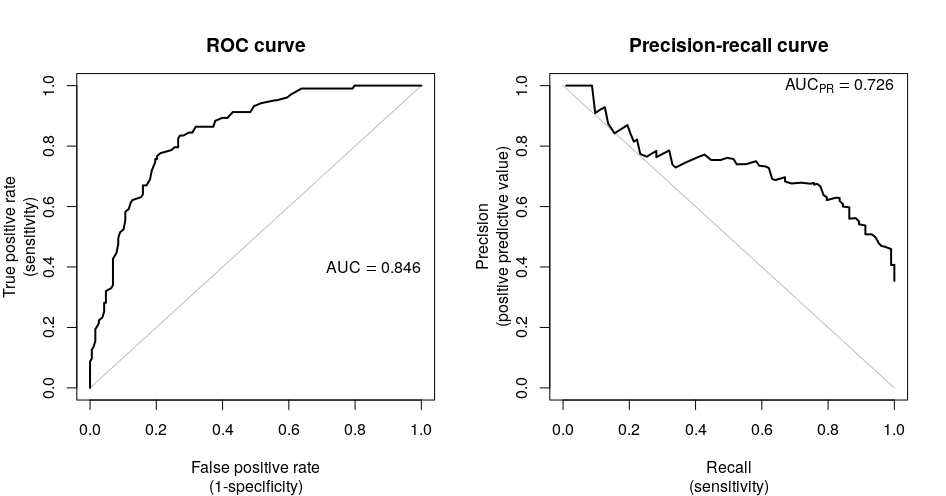 ROC curve
True positive rate
(sensitivity)
1.0
0.8
0.6
0.4
0.2
0.0
AUC = 0.846
0.0 0.2 0.4 0.6 0.8 1.0
False positive rate
(1-specificity)
Precision-recall curve
Precision
(positive predictive value)
1.0
0.8
0.6
0.4
0.2
0.0
AUCPR = 0.726
0.0 0.2 0.4 0.6 0.8 1.0
Recall
(sensitivity)